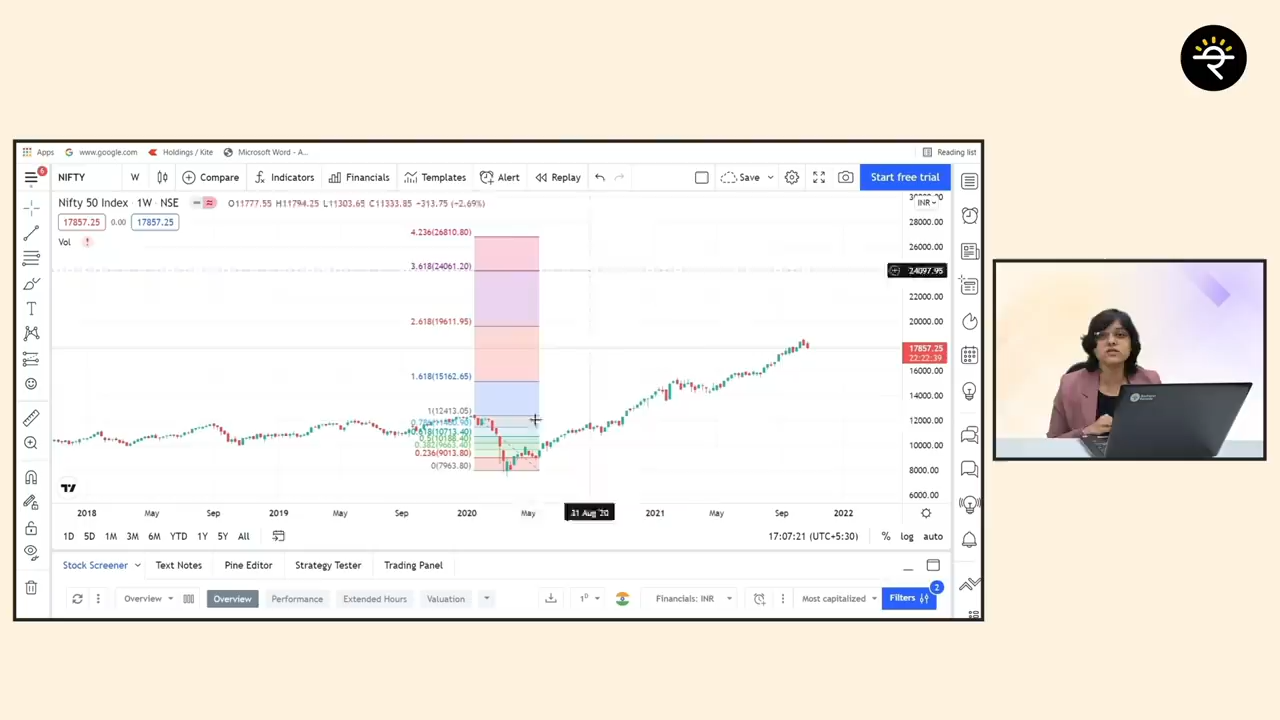 Apps www.google.com Holdings / Kite Microsoft Word - A... Reading list
6 NIFTY W Compare Indicators Financials Templates Alert Replay Save Start free trial
Nifty 50 Index · 1W · NSE O11777.55 H11794.25 L11303.65 C11333.85 −313.75 (−2.69%)
17857.25 0.00 17857.25
Vol
INR
4.236(26810.80)
3.618(24061.20)
2.618(19611.95)
1.618(15162.65)
1(12413.05)
0.618(10713.40)
0.5(10188.40)
0.382(9663.40)
0.236(9013.80)
0(7963.80)
28000.00
26000.00
24097.95
22000.00
20000.00
17857.25
22:22:39
16000.00
14000.00
12000.00
10000.00
8000.00
6000.00
2018 May Sep 2019 May Sep 2020 May 21 Aug '20 2021 May Sep 2022
1D 5D 1M 3M 6M YTD 1Y 5Y All 17:07:21 (UTC+5:30) % log auto
Stock Screener Text Notes Pine Editor Strategy Tester Trading Panel
Overview Overview Performance Extended Hours Valuation 1D Financials: INR Most capitalized Filters 2